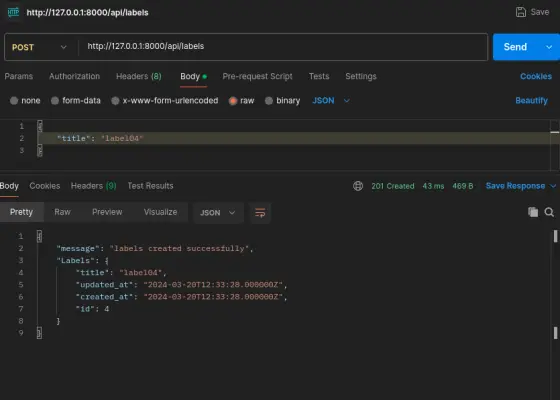 HTTP http://127.0.0.1:8000/api/labels Save
POST http://127.0.0.1:8000/api/labels Send
Params Authorization Headers (8) Body Pre-request Script Tests Settings Cookies
none form-data x-www-form-urlencoded raw binary JSON Beautify
1 {
2 "title": "label04"
3 }
Body Cookies Headers (9) Test Results 201 Created 43 ms 469 B Save Response
Pretty Raw Preview Visualize JSON
1 {
2 "message": "labels created successfully",
3 "Labels": {
4 "title": "label04",
5 "updated_at": "2024-03-20T12:33:28.000000Z",
6 "created_at": "2024-03-20T12:33:28.000000Z",
7 "id": 4
8 }
9 }